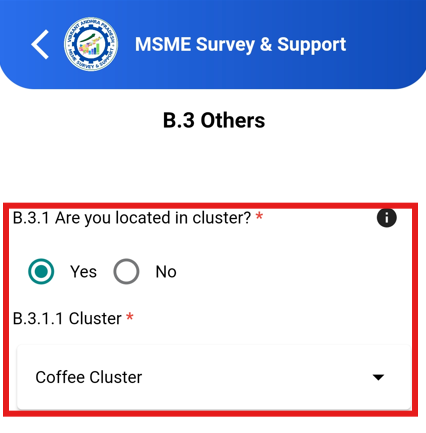 MSME Survey & Support
B.3 Others
B.3.1 Are you located in cluster? *
Yes
No
B.3.1.1 Cluster *
Coffee Cluster